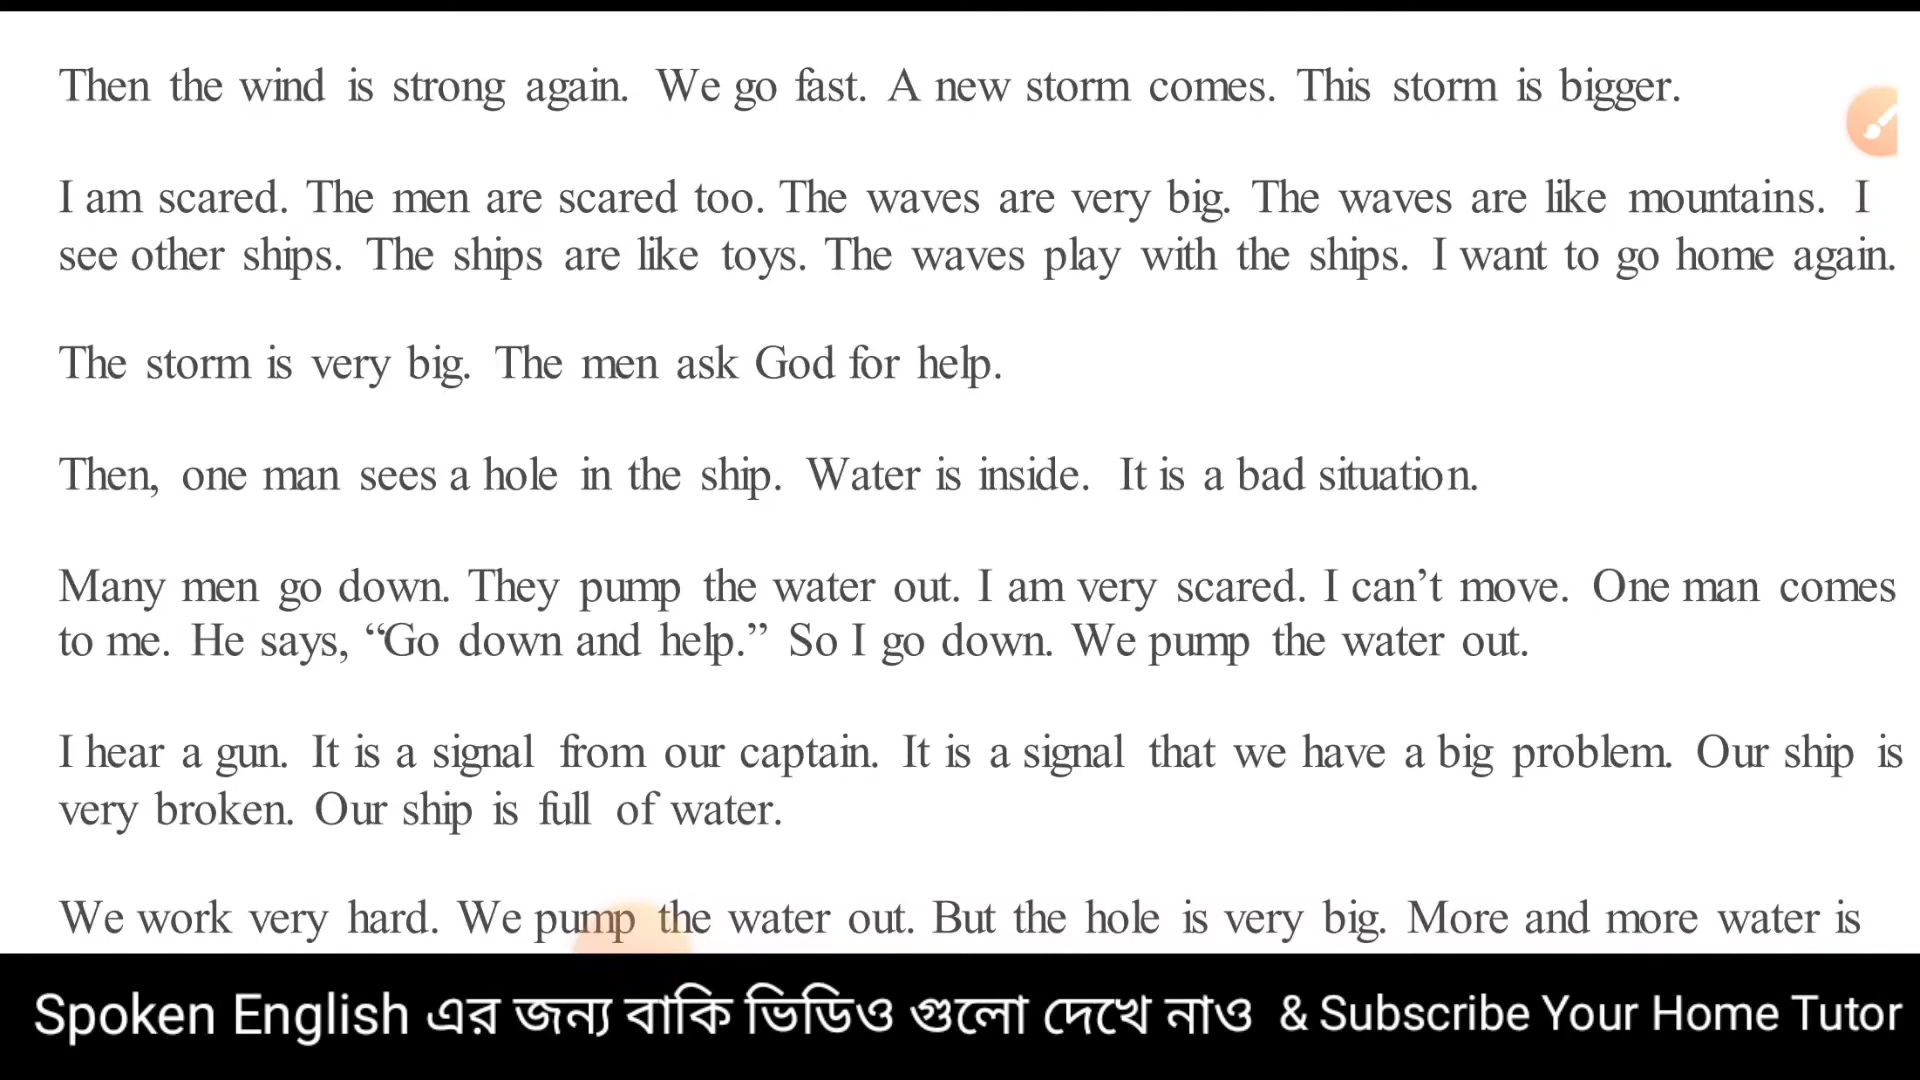 Then the wind is strong again. We go fast. A new storm comes. This storm is bigger.
I am scared. The men are scared too. The waves are very big. The waves are like mountains. I
see other ships. The ships are like toys. The waves play with the ships. I want to go home again.
The storm is very big. The men ask God for help.
Then, one man sees a hole in the ship. Water is inside. It is a bad situation.
Many men go down. They pump the water out. I am very scared. I can’t move. One man comes
to me. He says, “Go down and help.” So I go down. We pump the water out.
I hear a gun. It is a signal from our captain. It is a signal that we have a big problem. Our ship is
very broken. Our ship is full of water.
We work very hard. We pump the water out. But the hole is very big. More and more water is
Spoken English এর জন্য বাকি ভিডিও গুলো দেখে নাও & Subscribe Your Home Tutor